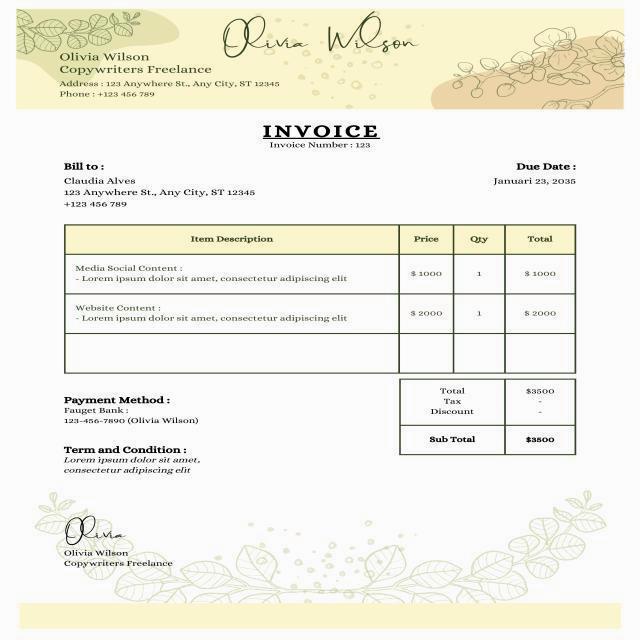 Olivia Wilson
Olivia Wilson
Copywriters Freelance
Address : 123 Anywhere St., Any City, ST 12345
Phone : +123 456 789
INVOICE
Invoice Number : 123
Bill to :
Claudia Alves
123 Anywhere St., Any City, ST 12345
+123 456 789
Due Date :
Januari 23, 2035
Item Description Price Qty Total
Media Social Content :
- Lorem ipsum dolor sit amet, consectetur adipiscing elit
$ 1000 1 $ 1000
Website Content :
- Lorem ipsum dolor sit amet, consectetur adipiscing elit
$ 2000 1 $ 2000
Total $3500
Tax -
Discount -
Sub Total $3500
Payment Method :
Fauget Bank :
123-456-7890 (Olivia Wilson)
Term and Condition :
Lorem ipsum dolor sit amet,
consectetur adipiscing elit
Olivia
Olivia Wilson
Copywriters Freelance